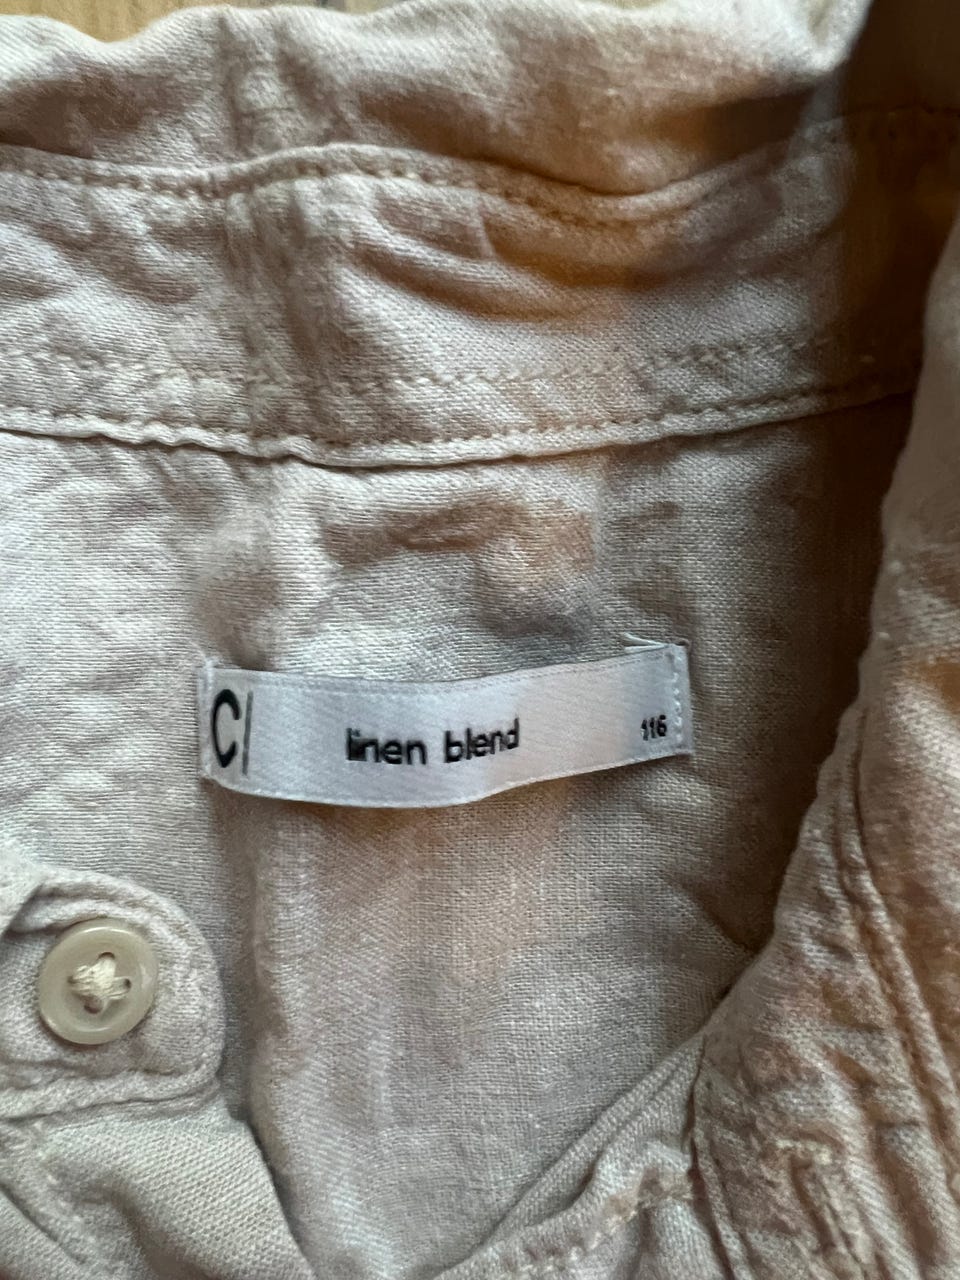 C| linen blend 116